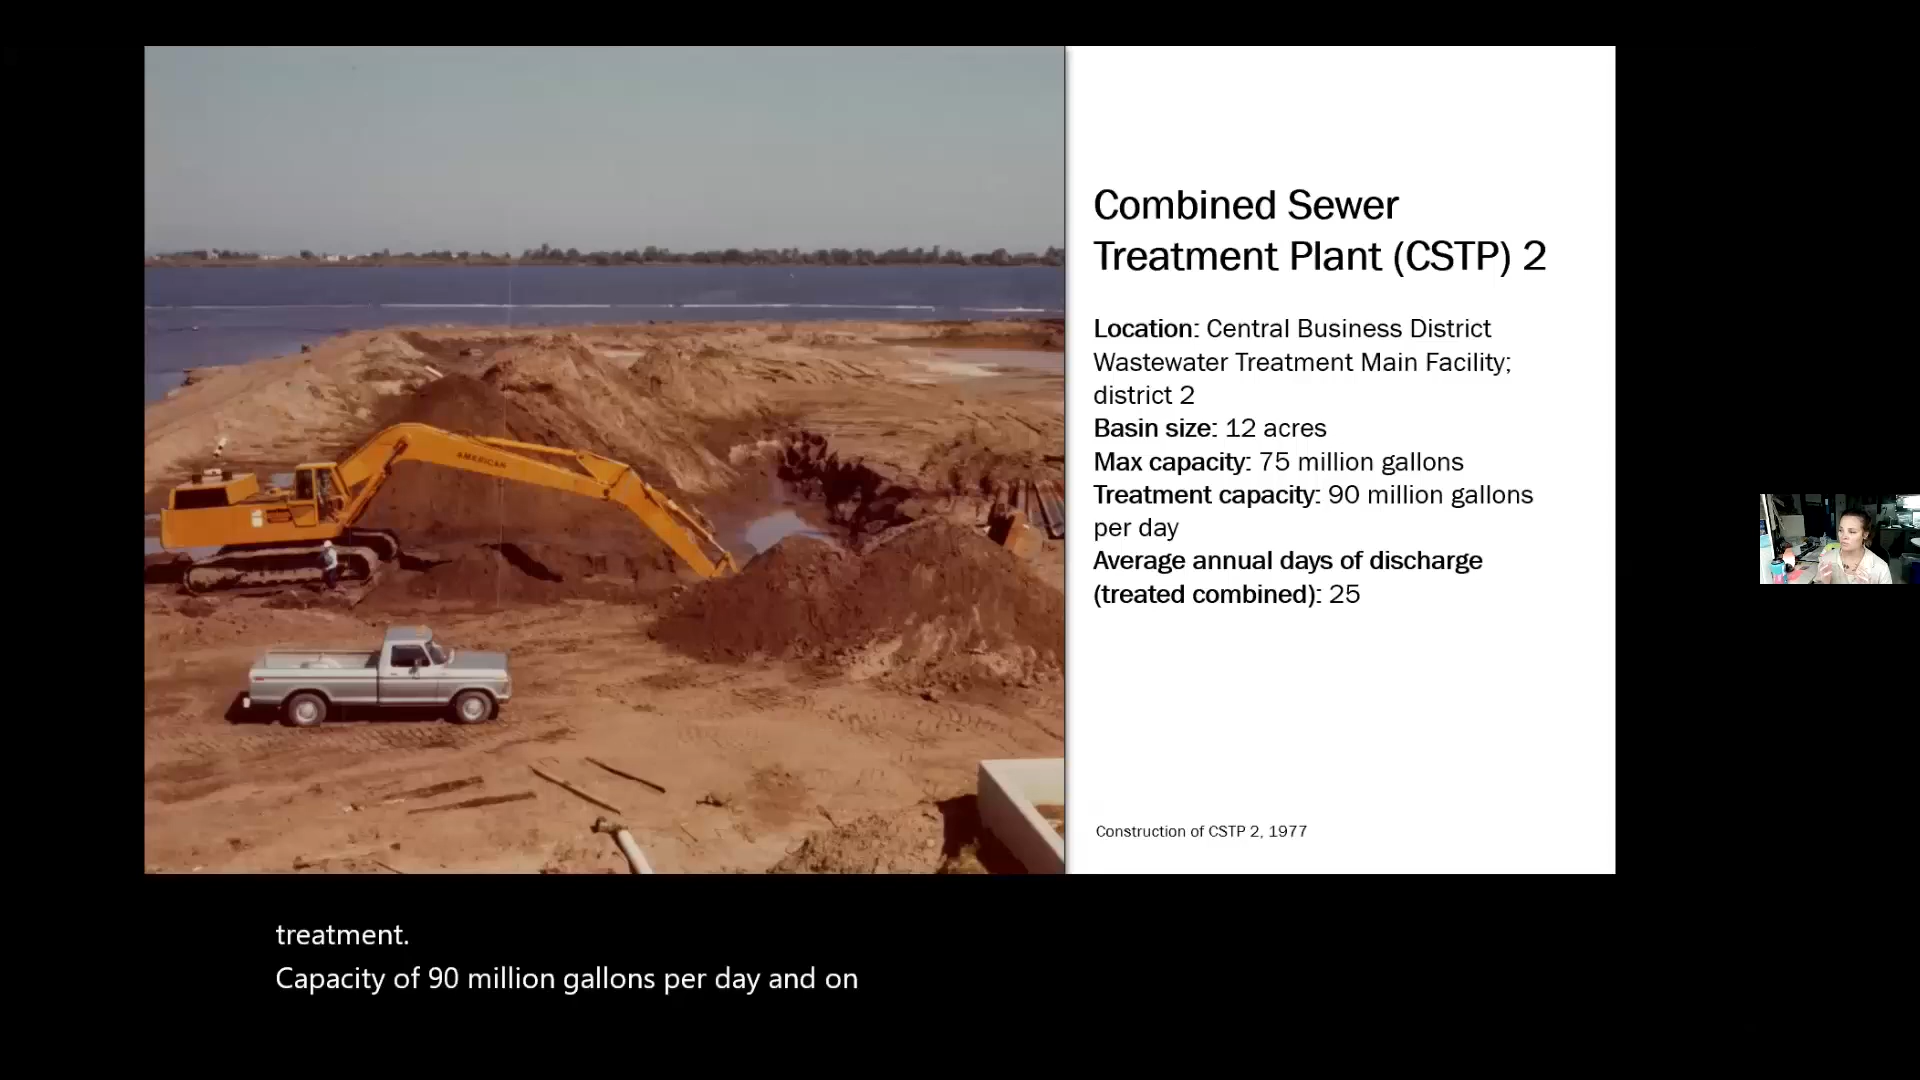 AMERICAN
Combined Sewer
Treatment Plant (CSTP) 2
Location: Central Business District
Wastewater Treatment Main Facility;
district 2
Basin size: 12 acres
Max capacity: 75 million gallons
Treatment capacity: 90 million gallons
per day
Average annual days of discharge
(treated combined): 25
Construction of CSTP 2, 1977
treatment.
Capacity of 90 million gallons per day and on